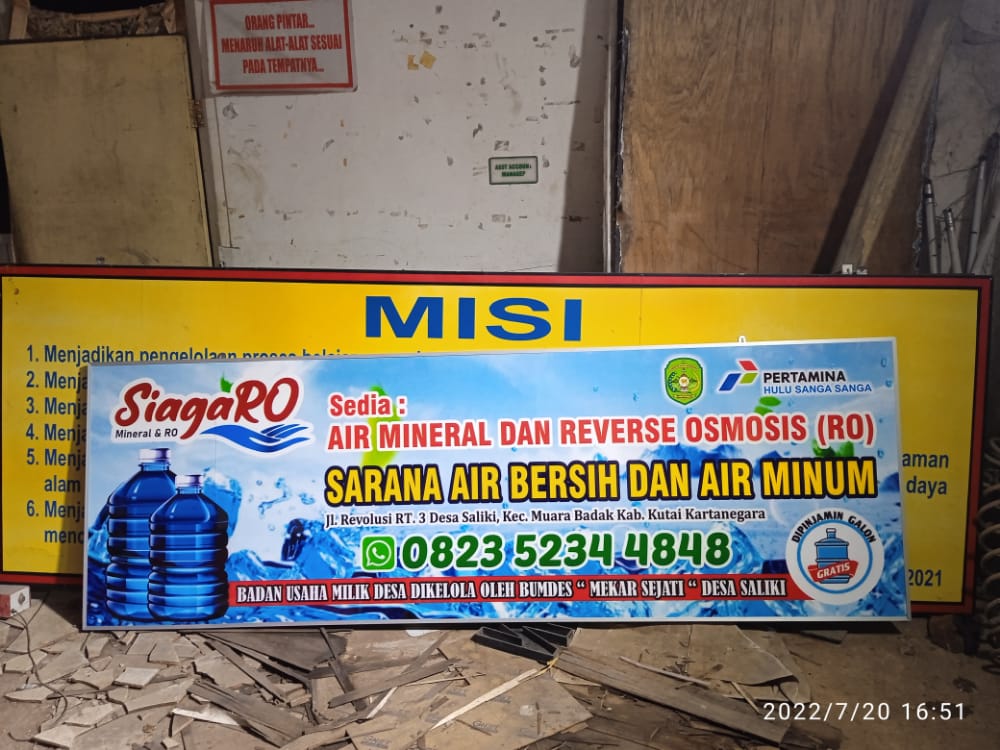 ORANG PINTAR...
MENARUH ALAT-ALAT SESUAI
PADA TEMPATNYA...
MANAGEP
MISI
1. Menjadikan pengelolaan proses
2. Menja
3. Menja
4. Menja
5. Menja
alam
6. Menja
aman
daya
2021
SiagaRO
Mineral & RO
PERTAMINA
HULU SANGA SANGA
Sedia :
AIR MINERAL DAN REVERSE OSMOSIS (RO)
SARANA AIR BERSIH DAN AIR MINUM
Jl. Revolusi RT. 3 Desa Saliki, Kec. Muara Badak Kab. Kutai Kartanegara
0823 5234 4848
DIPINJAMIN GALON
GRATIS
BADAN USAHA MILIK DESA DIKELOLA OLEH BUMDES “ MEKAR SEJATI “ DESA SALIKI
2022/7/20 16:51